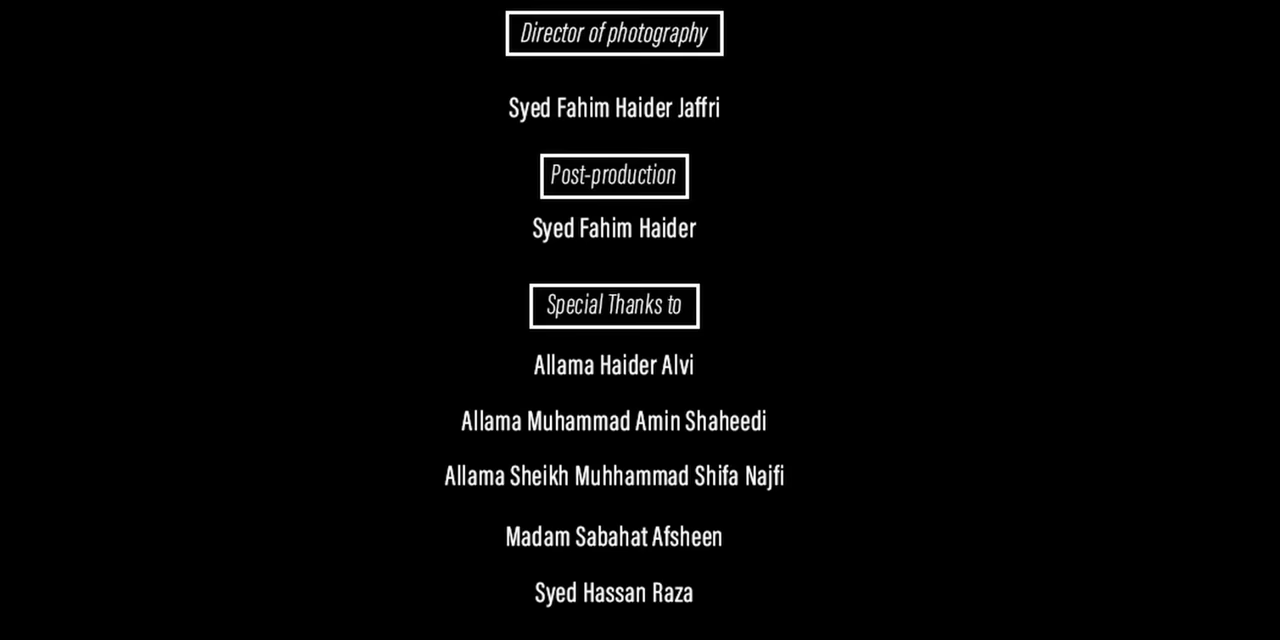 Director of photography
Syed Fahim Haider Jaffri
Post-production
Syed Fahim Haider
Special Thanks to
Allama Haider Alvi
Allama Muhammad Amin Shaheedi
Allama Sheikh Muhhammad Shifa Najfi
Madam Sabahat Afsheen
Syed Hassan Raza